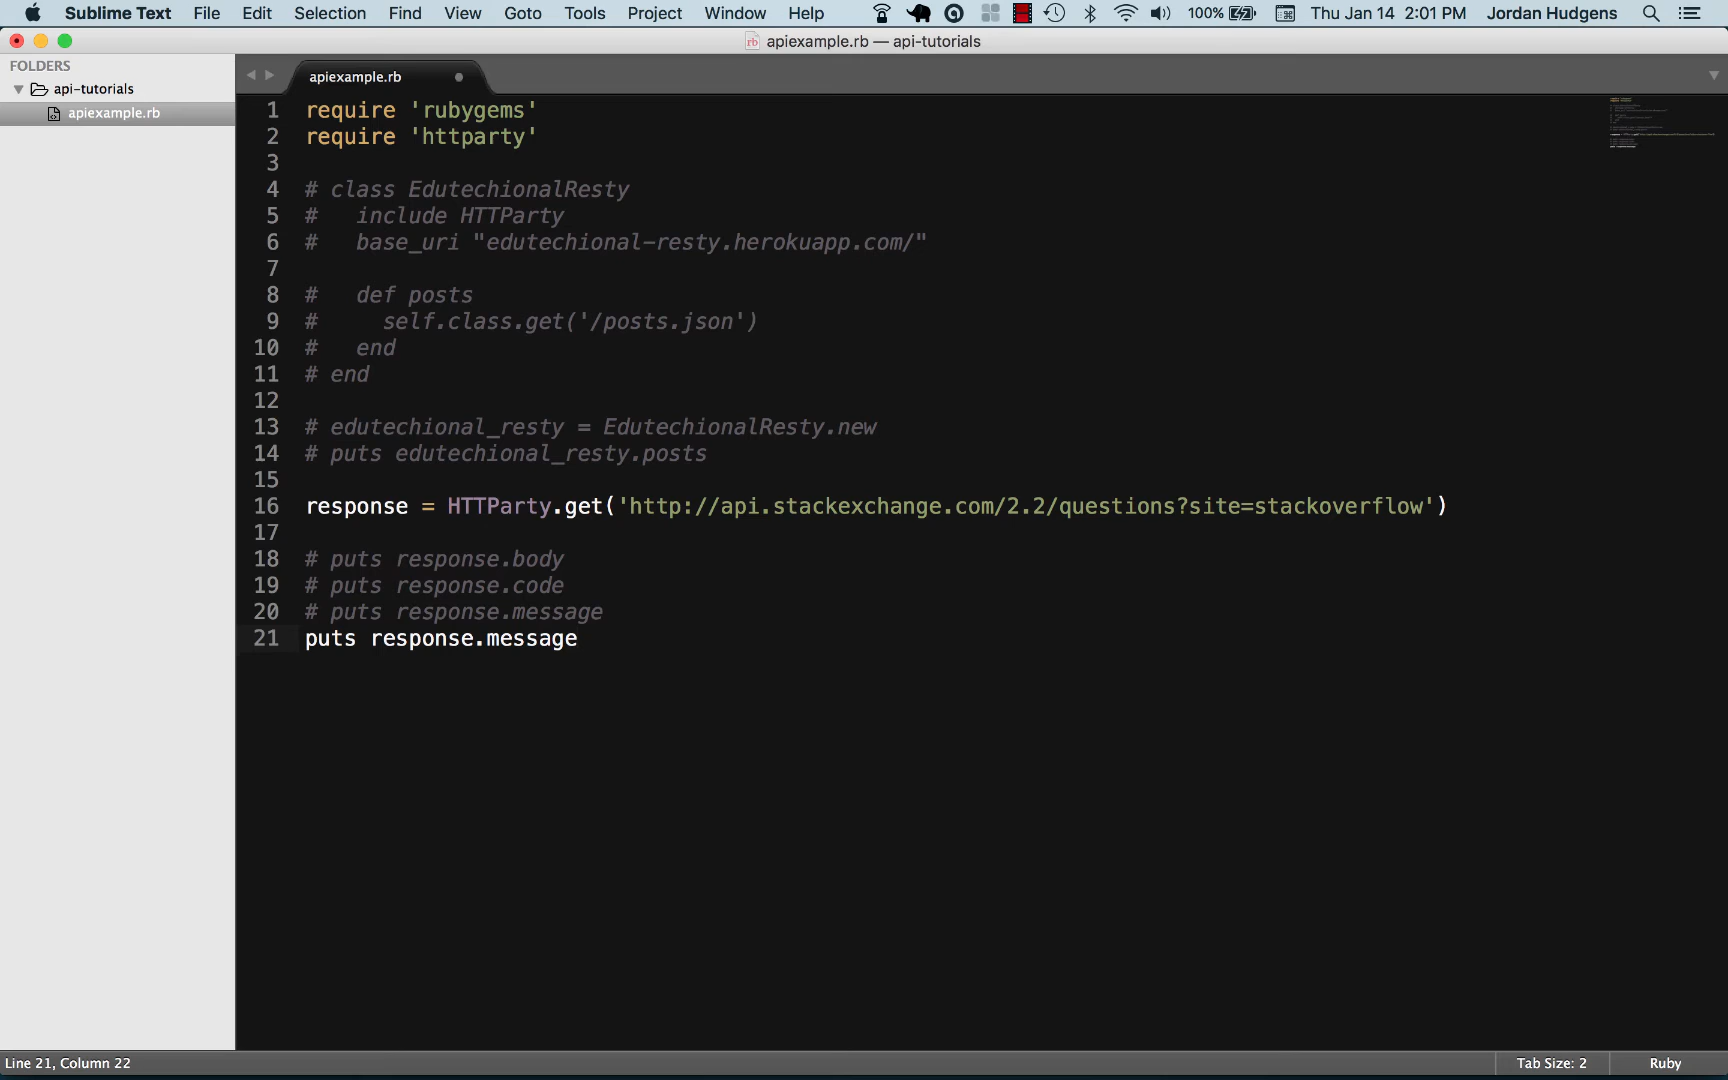 Sublime Text File Edit Selection Find View Goto Tools Project Window Help 100% Thu Jan 14 2:01 PM Jordan Hudgens
rb apiexample.rb — api-tutorials
FOLDERS
api-tutorials
apiexample.rb
apiexample.rb
1 require 'rubygems'
2 require 'httparty'
3
4 # class EdutechionalResty
5 #   include HTTParty
6 #   base_uri "edutechional-resty.herokuapp.com/"
7
8 #   def posts
9 #     self.class.get('/posts.json')
10 #   end
11 # end
12
13 # edutechional_resty = EdutechionalResty.new
14 # puts edutechional_resty.posts
15
16 response = HTTParty.get('http://api.stackexchange.com/2.2/questions?site=stackoverflow')
17
18 # puts response.body
19 # puts response.code
20 # puts response.message
21 puts response.message
Line 21, Column 22 Tab Size: 2 Ruby